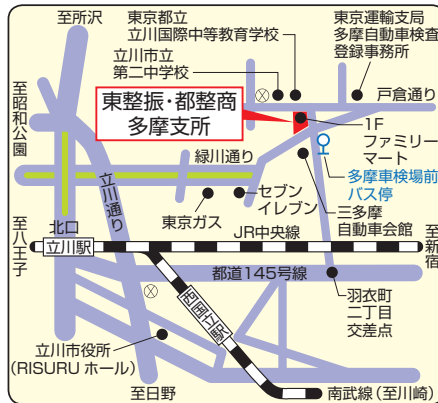 至所沢
東京都立
立川国際中等教育学校
立川市立
第二中学校
東京運輸支局
多摩自動車検査
登録事務所
戸倉通り
至昭和公園
東整振・都整商
多摩支所
1F
ファミリー
マート
多摩車検場前
バス停
緑川通り
立川通り
セブン
イレブン
東京ガス
三多摩
自動車会館
至八王子
北口
立川駅
JR中央線
至新宿
都道145号線
西国立駅
羽衣町
二丁目
交差点
立川市役所
(RISURU ホール)
至日野
南武線(至川崎)